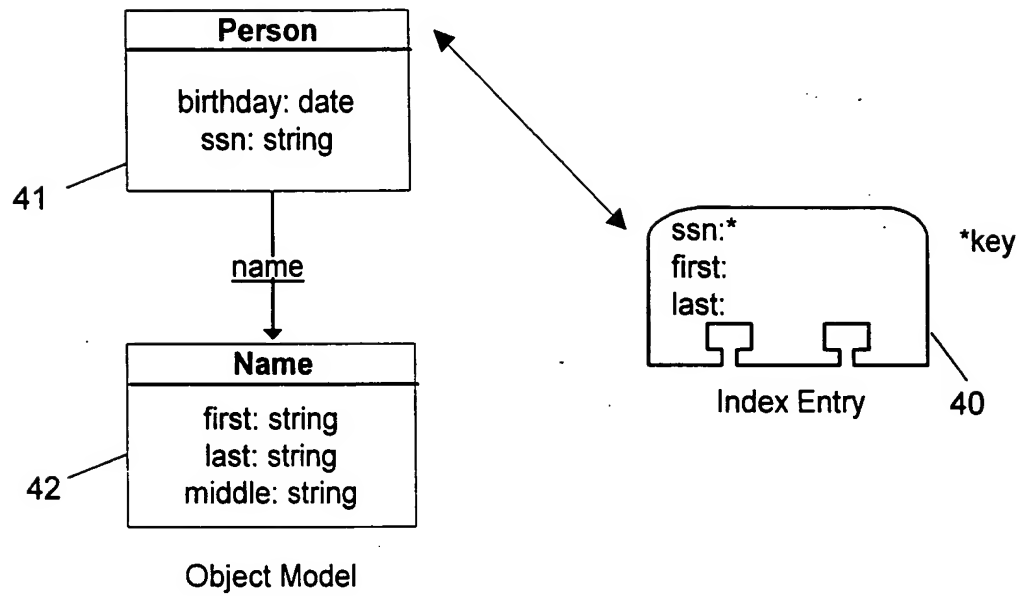 Person
birthday: date
ssn: string
41
name
Name
first: string
last: string
middle: string
42
Object Model
ssn:*
first:
last:
*key
Index Entry
40